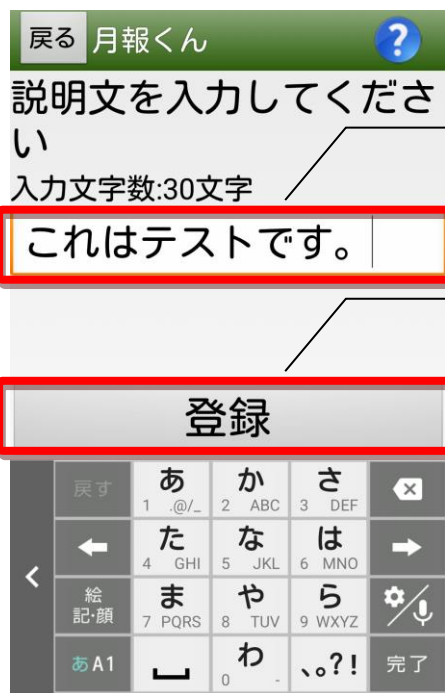 戻る 月報くん ?
説明文を入力してくださ
い
入力文字数:30文字
これはテストです。
登録
戻す あ か さ
1 .@/_ 2 ABC 3 DEF
た な は
4 GHI 5 JKL 6 MNO
絵
記・顔 ま や ら
7 PQRS 8 TUV 9 WXYZ
あA1 わ 、。?! 完了
0 -